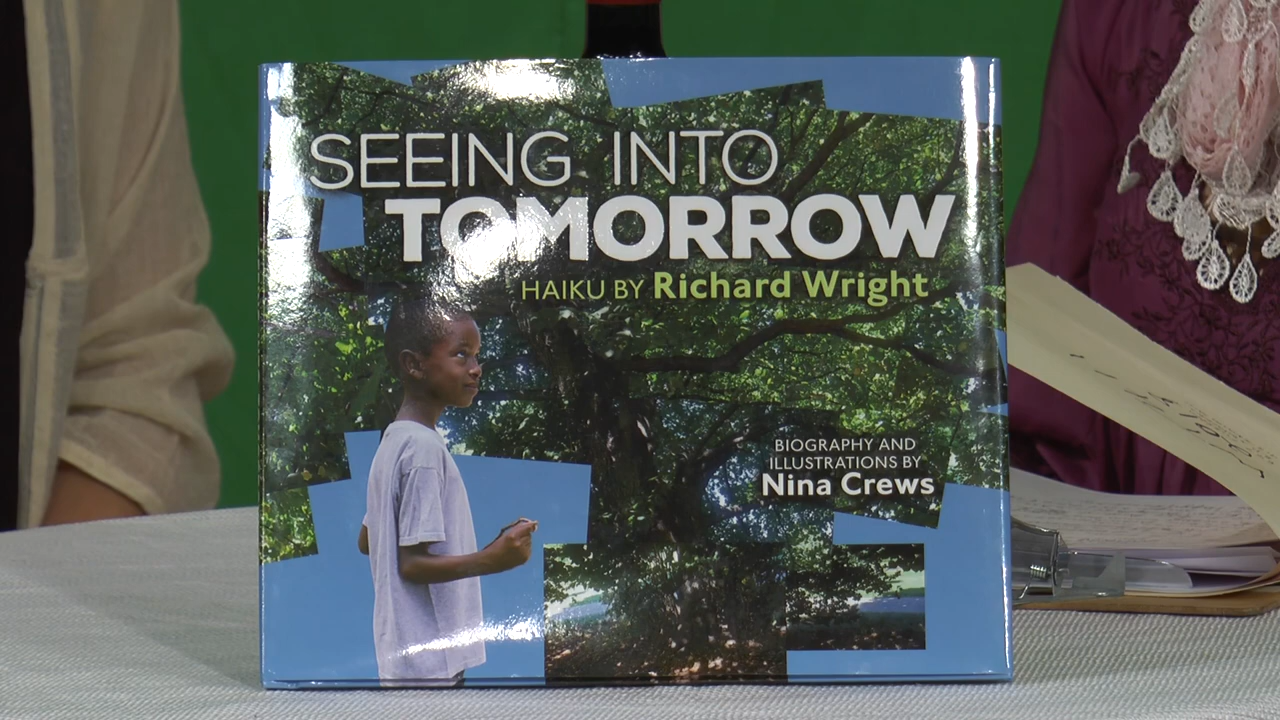 SEEING INTO
TOMORROW
HAIKU BY Richard Wright
BIOGRAPHY AND
ILLUSTRATIONS BY
Nina Crews